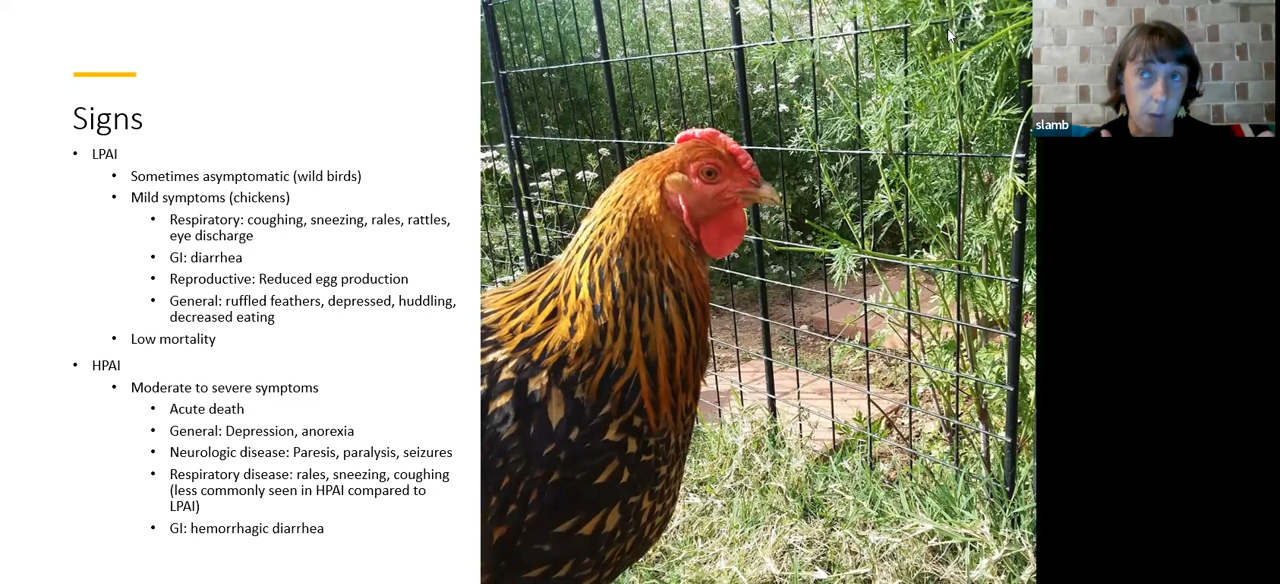 Signs
• LPAI
• Sometimes asymptomatic (wild birds)
• Mild symptoms (chickens)
• Respiratory: coughing, sneezing, rales, rattles,
eye discharge
• GI: diarrhea
• Reproductive: Reduced egg production
• General: ruffled feathers, depressed, huddling,
decreased eating
• Low mortality
• HPAI
• Moderate to severe symptoms
• Acute death
• General: Depression, anorexia
• Neurologic disease: Paresis, paralysis, seizures
• Respiratory disease: rales, sneezing, coughing
(less commonly seen in HPAI compared to
LPAI)
• GI: hemorrhagic diarrhea
slamb